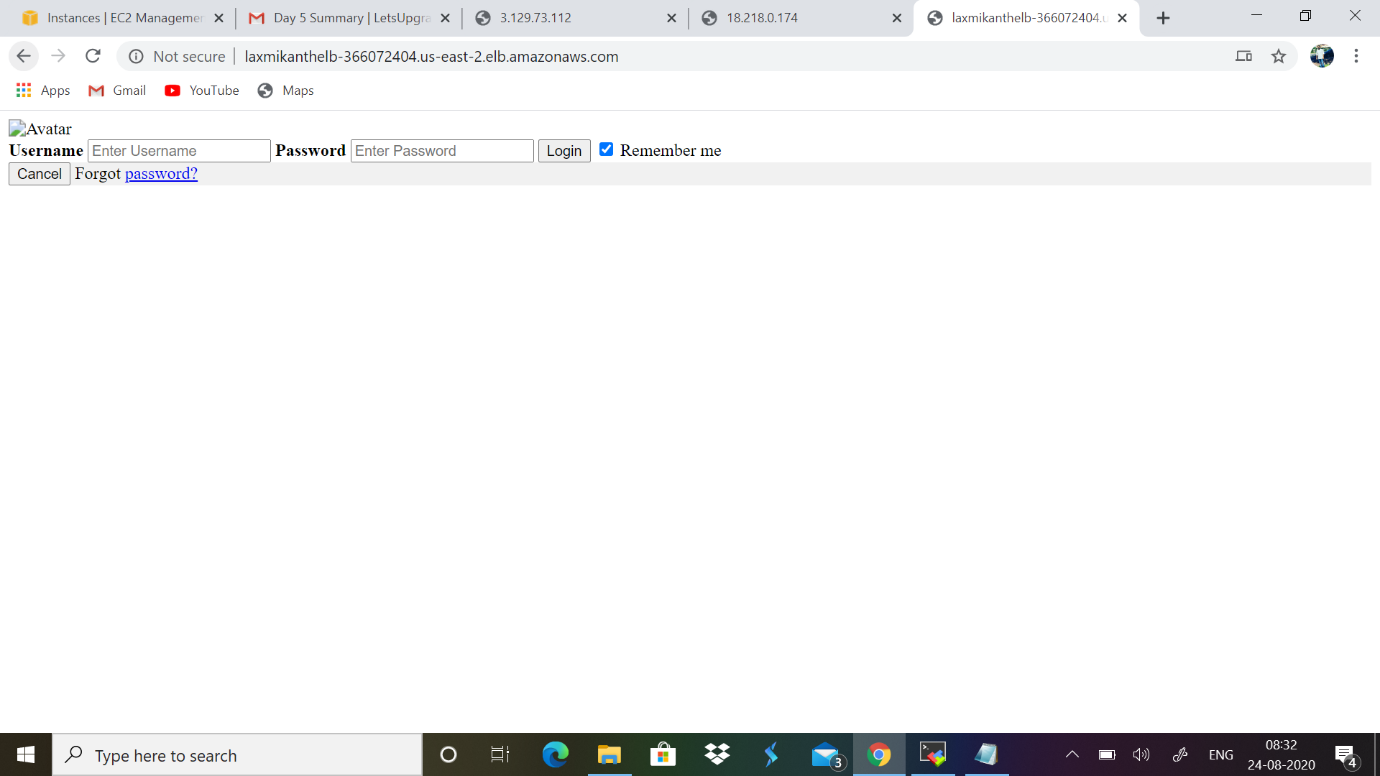 Instances | EC2 Managemen
Day 5 Summary | LetsUpgra
3.129.73.112
18.218.0.174
laxmikanthelb-366072404.u
Not secure | laxmikanthelb-366072404.us-east-2.elb.amazonaws.com
Apps Gmail YouTube Maps
Avatar
Username Enter Username Password Enter Password Login Remember me
Cancel Forgot password?
Type here to search
3
ENG
08:32
24-08-2020
4